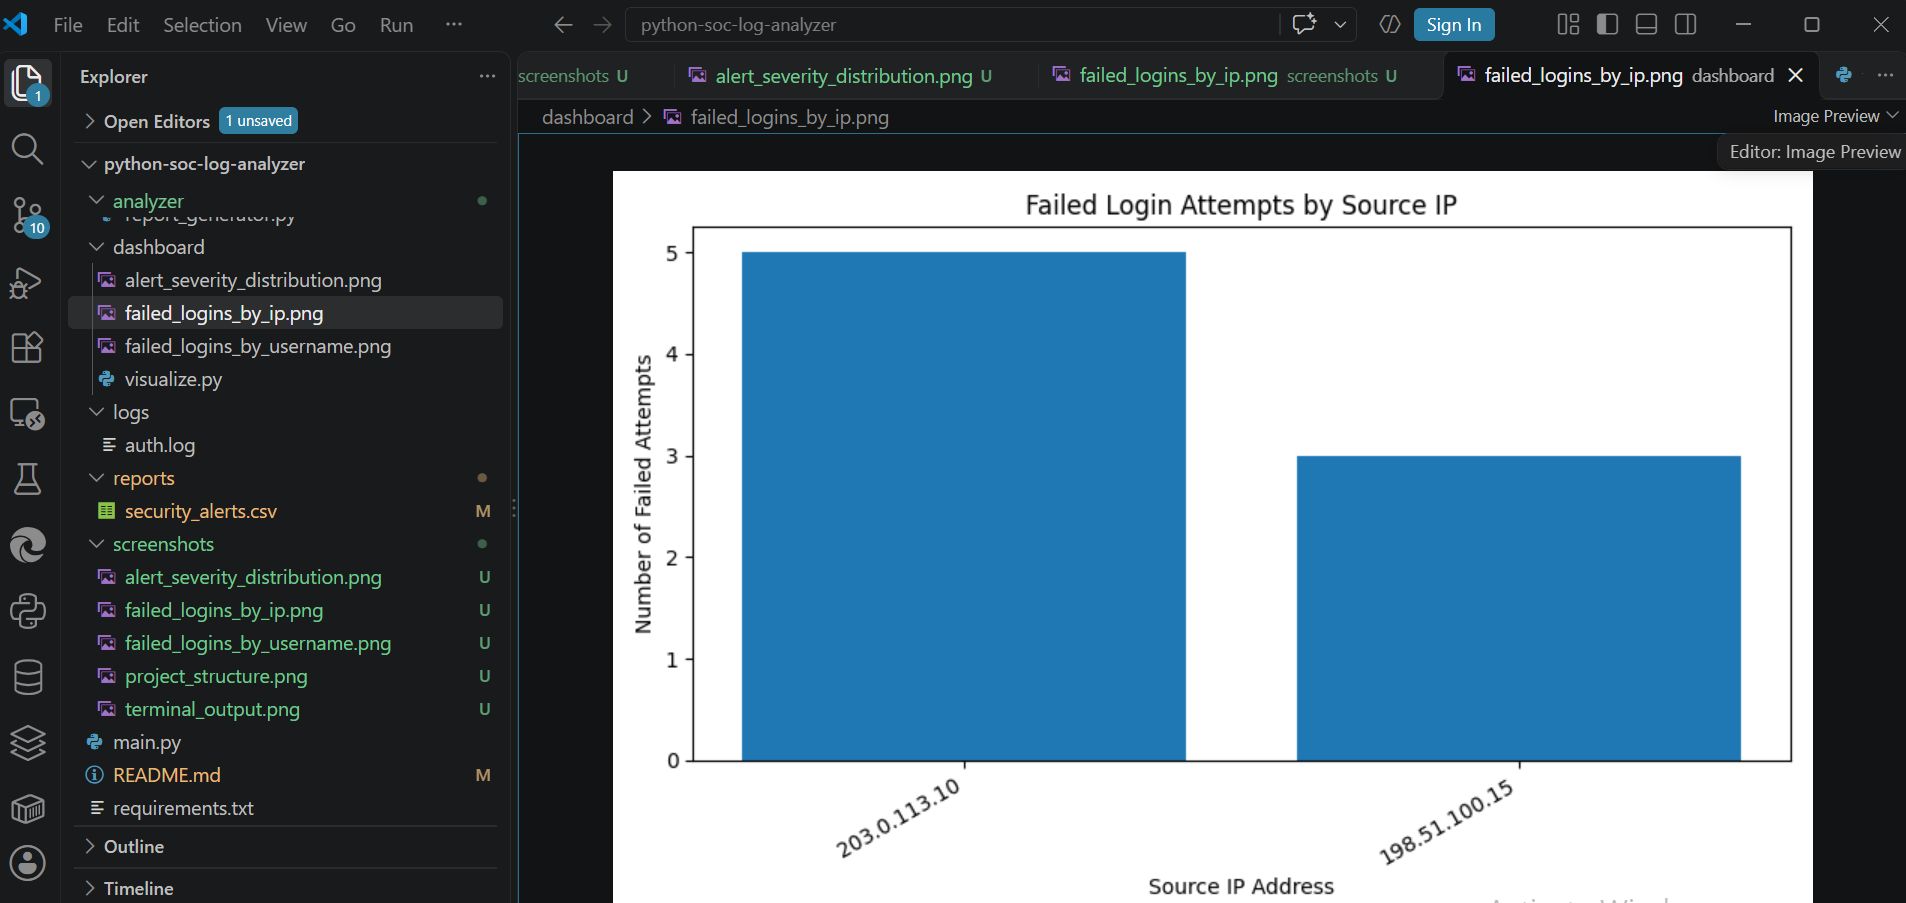 File Edit Selection View Go Run ···
python-soc-log-analyzer
Sign In
Explorer
1
Open Editors 1 unsaved
python-soc-log-analyzer
analyzer
report_generator.py
10
dashboard
alert_severity_distribution.png
failed_logins_by_ip.png
failed_logins_by_username.png
visualize.py
logs
auth.log
reports
security_alerts.csv M
screenshots
alert_severity_distribution.png U
failed_logins_by_ip.png U
failed_logins_by_username.png U
project_structure.png U
terminal_output.png U
main.py
README.md M
requirements.txt
Outline
Timeline
screenshots U
alert_severity_distribution.png U
failed_logins_by_ip.png screenshots U
failed_logins_by_ip.png dashboard
dashboard > failed_logins_by_ip.png
Image Preview
Editor: Image Preview
Failed Login Attempts by Source IP
Number of Failed Attempts
5
4
3
2
1
0
203.0.113.10
198.51.100.15
Source IP Address